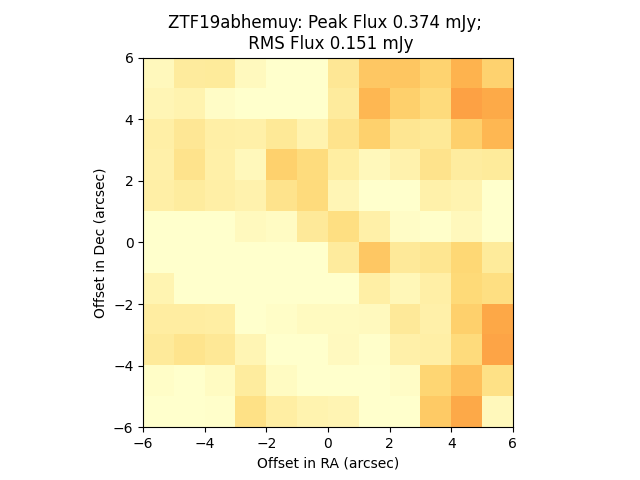 ZTF19abhemuy: Peak Flux 0.374 mJy;
RMS Flux 0.151 mJy
6
4
2
0
−2
−4
−6
Offset in Dec (arcsec)
−6 −4 −2 0 2 4 6
Offset in RA (arcsec)